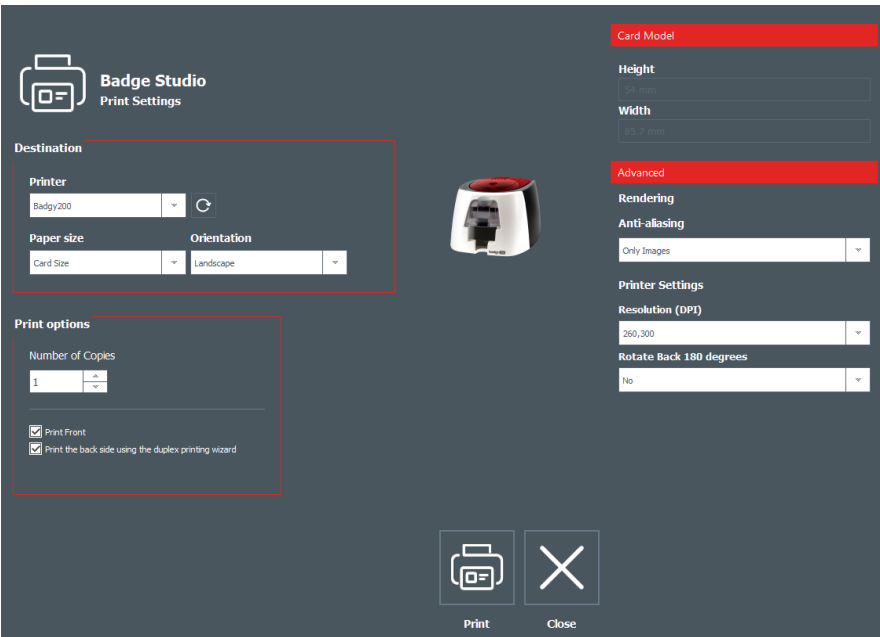 Badge Studio
Print Settings
Destination
Printer
Badgy200
Paper size
Orientation
Card Size
Landscape
Print options
Number of Copies
1
Print Front
Print the back side using the duplex printing wizard
Card Model
Height
54 mm
Width
85.7 mm
Advanced
Rendering
Anti-aliasing
Only Images
Printer Settings
Resolution (DPI)
260,300
Rotate Back 180 degrees
No
Print
Close